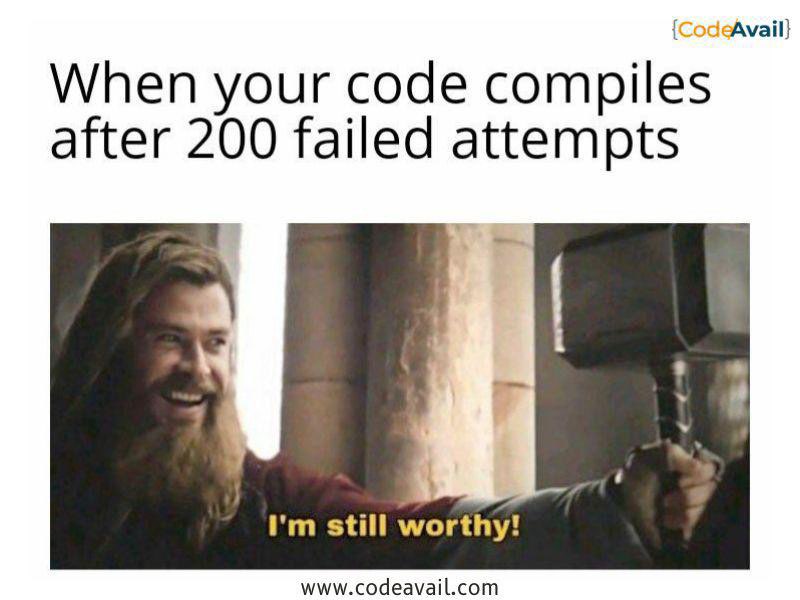 {CodeAvail}
When your code compiles
after 200 failed attempts
I'm still worthy!
www.codeavail.com